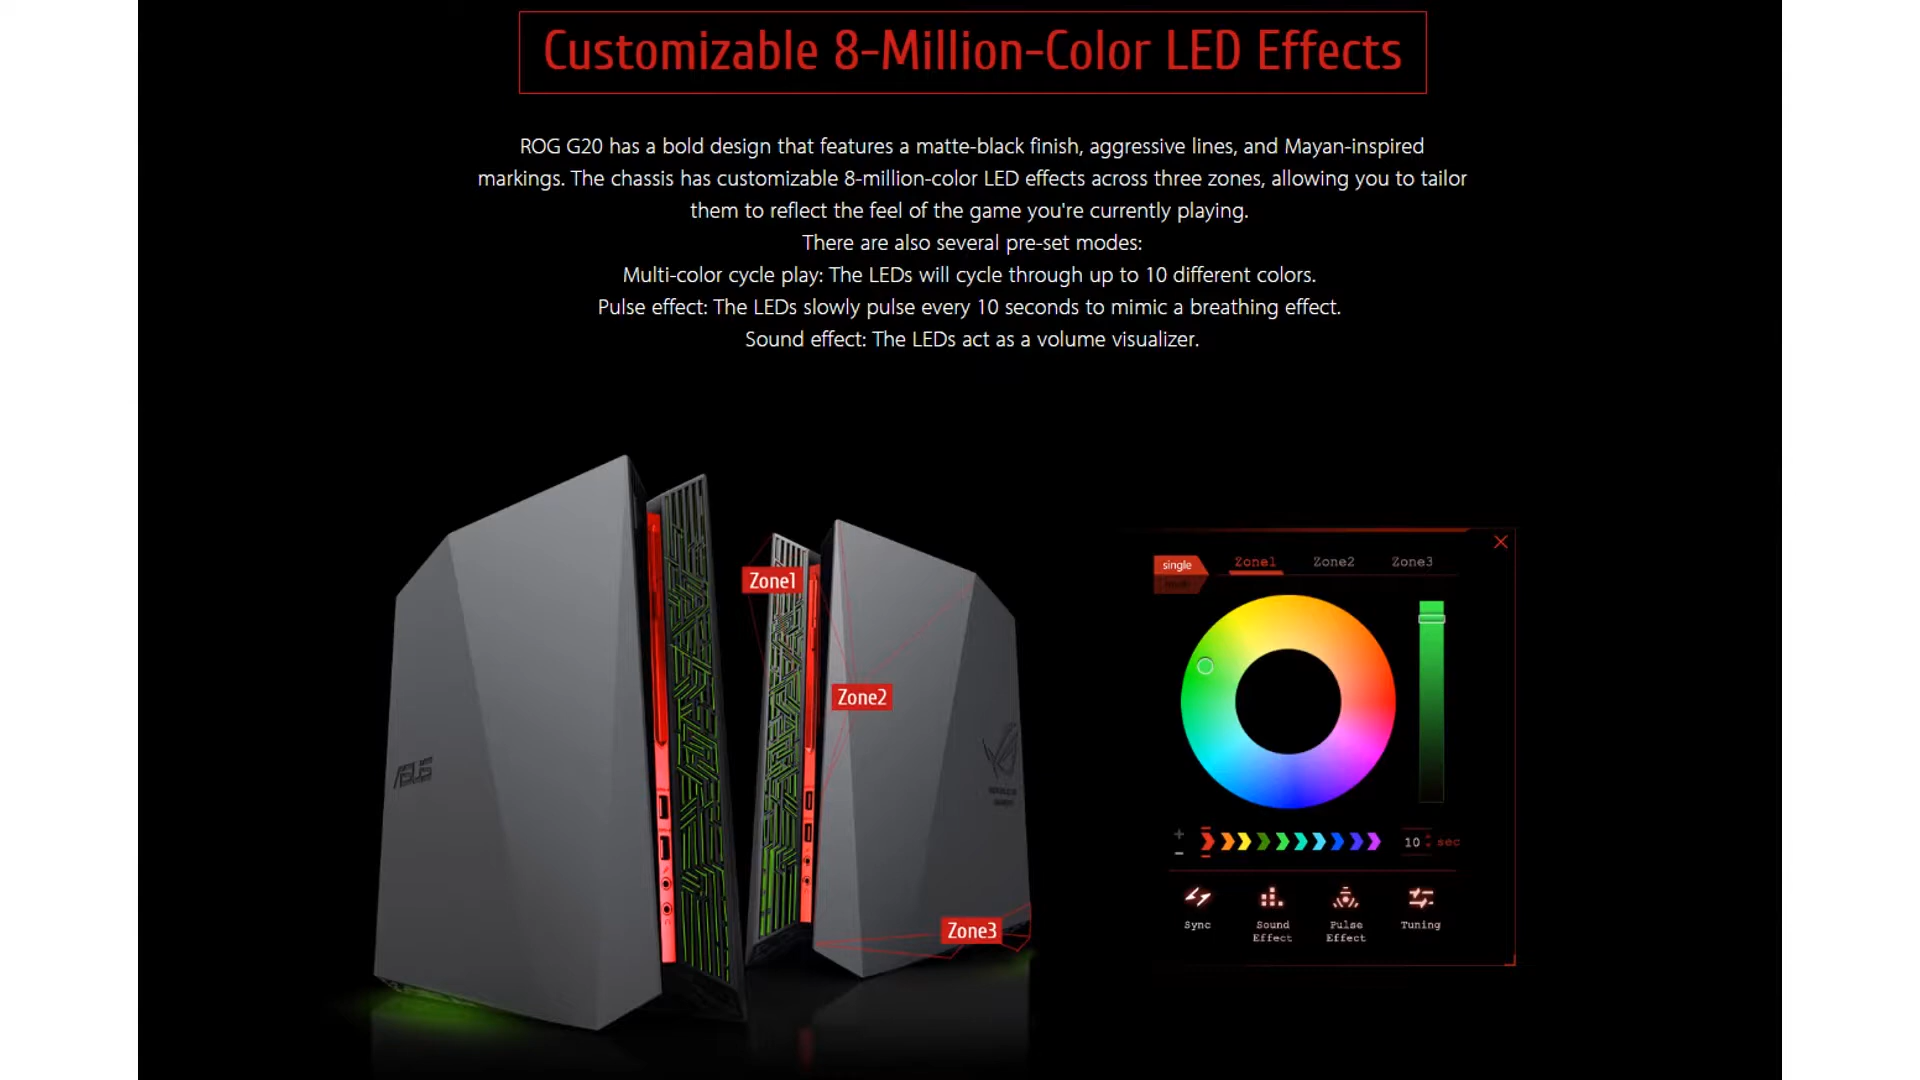 Customizable 8-Million-Color LED Effects
ROG G20 has a bold design that features a matte-black finish, aggressive lines, and Mayan-inspired
markings. The chassis has customizable 8-million-color LED effects across three zones, allowing you to tailor
them to reflect the feel of the game you're currently playing.
There are also several pre-set modes:
Multi-color cycle play: The LEDs will cycle through up to 10 different colors.
Pulse effect: The LEDs slowly pulse every 10 seconds to mimic a breathing effect.
Sound effect: The LEDs act as a volume visualizer.
Zone1
Zone2
Zone3
ASUS
single
Zone1 Zone2 Zone3
10 sec
Sync
Sound
Effect
Pulse
Effect
Tuning